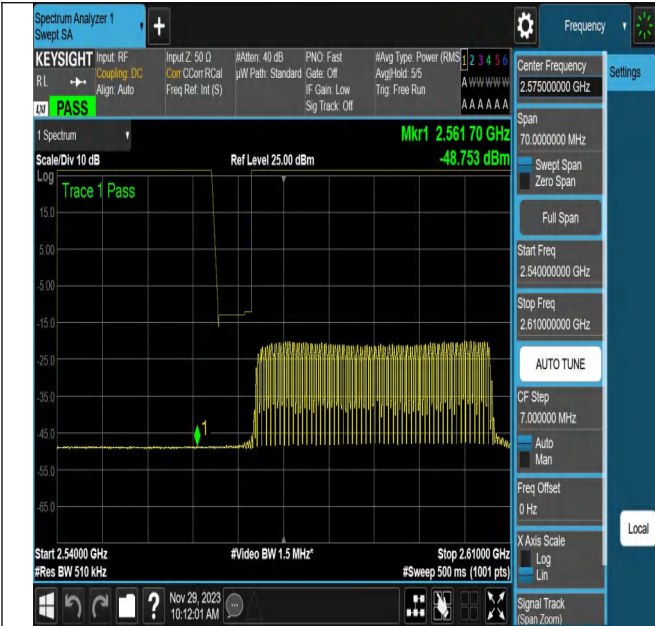 Spectrum Analyzer 1
Swept SA
+
Frequency
KEYSIGHT
RL
LXI
PASS
Input: RF
Coupling: DC
Align: Auto
Input Z: 50 Ω
Corr CCorr RCal
Freq Ref: Int (S)
#Atten: 40 dB
µW Path: Standard
PNO: Fast
Gate: Off
IF Gain: Low
Sig Track: Off
#Avg Type: Power (RMS
Avg|Hold: 5/5
Trig: Free Run
1 2 3 4 5 6
A W W W W W
A A A A A A
1 Spectrum
Scale/Div 10 dB
Ref Level 25.00 dBm
Mkr1 2.561 70 GHz
-48.753 dBm
Log
Trace 1 Pass
15.0
5.00
-5.00
-15.0
-25.0
-35.0
-45.0
-55.0
-65.0
1
Start 2.54000 GHz
#Res BW 510 kHz
#Video BW 1.5 MHz*
Stop 2.61000 GHz
#Sweep 500 ms (1001 pts)
?
Nov 29, 2023
10:12:01 AM
Center Frequency
2.575000000 GHz
Settings
Span
70.0000000 MHz
Swept Span
Zero Span
Full Span
Start Freq
2.540000000 GHz
Stop Freq
2.610000000 GHz
AUTO TUNE
CF Step
7.000000 MHz
Auto
Man
Freq Offset
0 Hz
X Axis Scale
Log
Lin
Local
Signal Track
(Span Zoom)